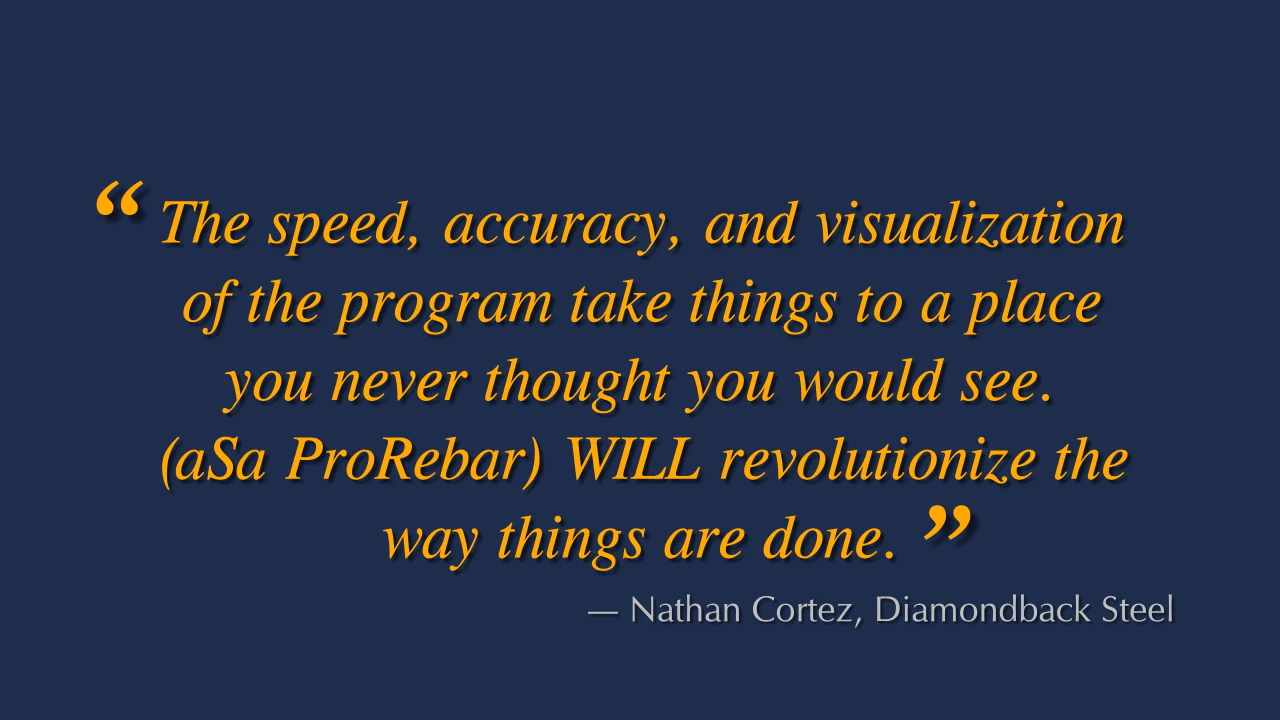 “ The speed, accuracy, and visualization
of the program take things to a place
you never thought you would see.
(aSa ProRebar) WILL revolutionize the
way things are done. ”
— Nathan Cortez, Diamondback Steel